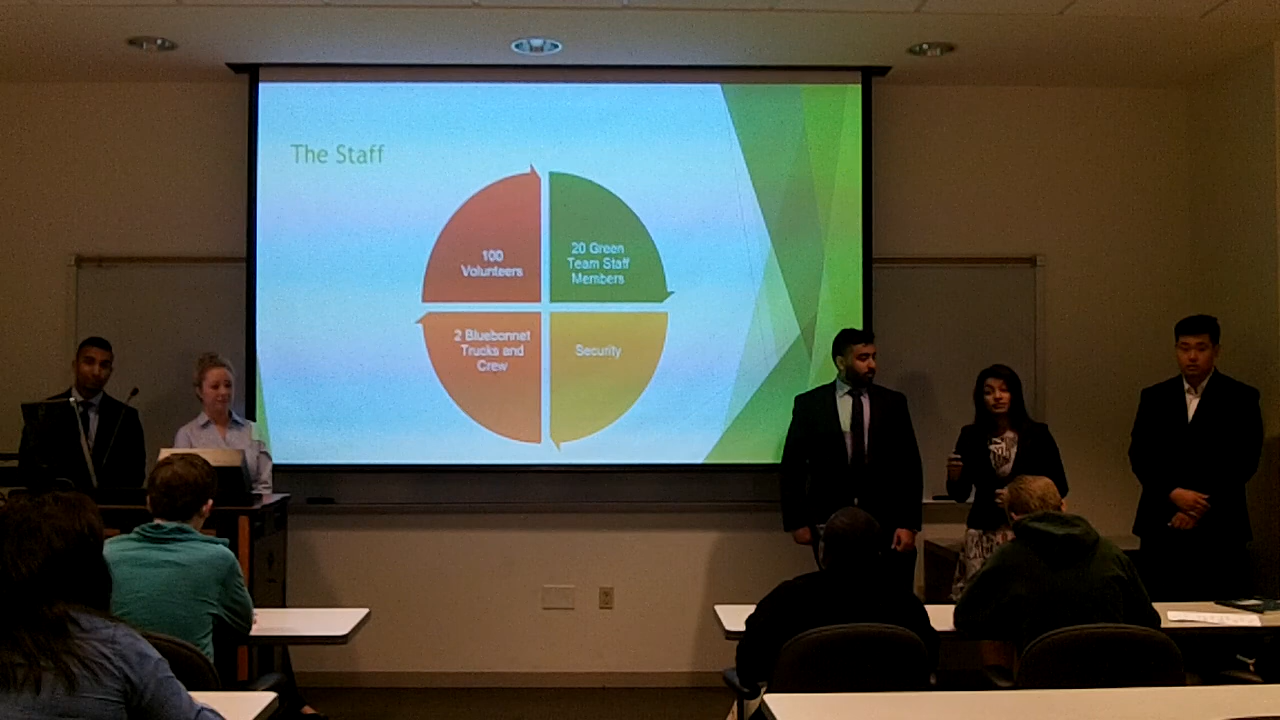 The Staff
100
Volunteers
20 Green
Team Staff
Members
2 Bluebonnet
Trucks and
Crew
Security